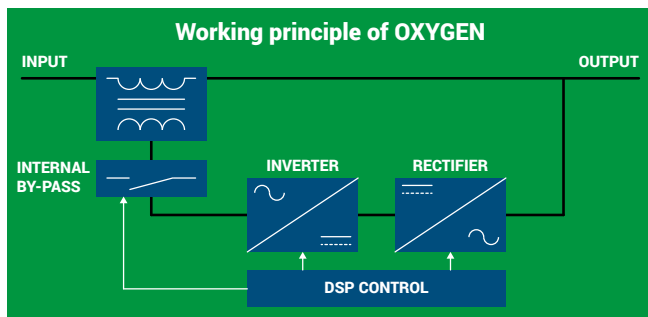 Working principle of OXYGEN
INPUT
OUTPUT
INTERNAL
BY-PASS
INVERTER
RECTIFIER
DSP CONTROL